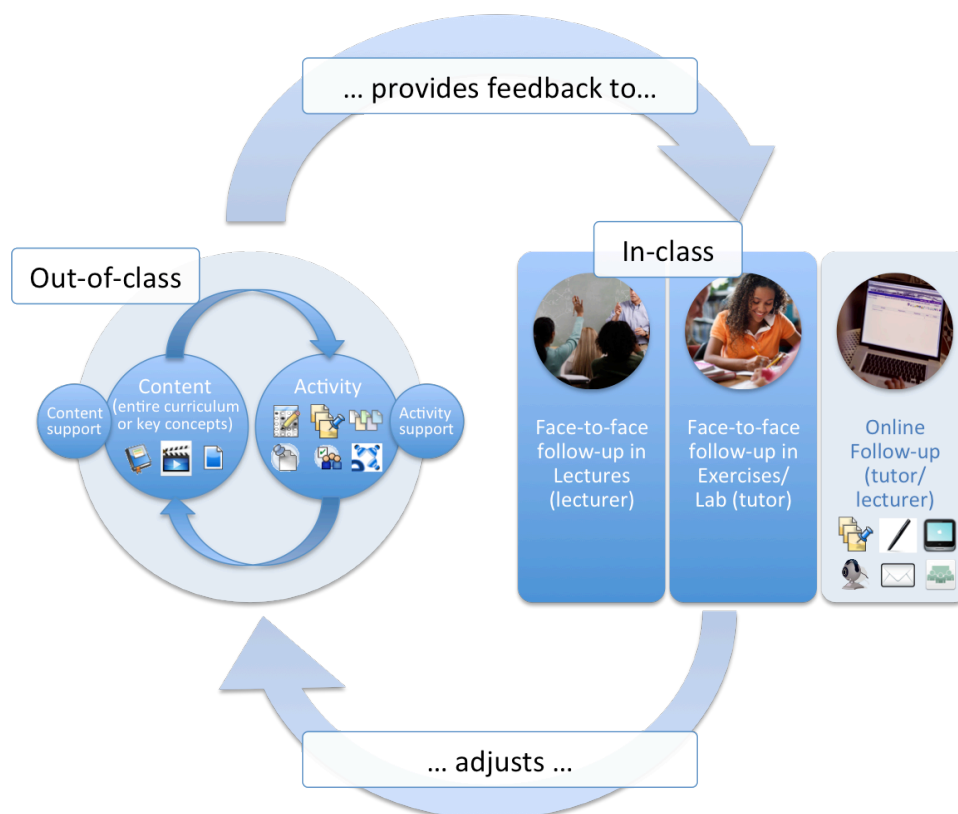 ... provides feedback to...
Out-of-class
In-class
Content
(entire curriculum
or key concepts)
Activity
Content
support
Activity
support
Face-to-face
follow-up in
Lectures
(lecturer)
Face-to-face
follow-up in
Exercises/
Lab (tutor)
Online
Follow-up
(tutor/
lecturer)
... adjusts ...